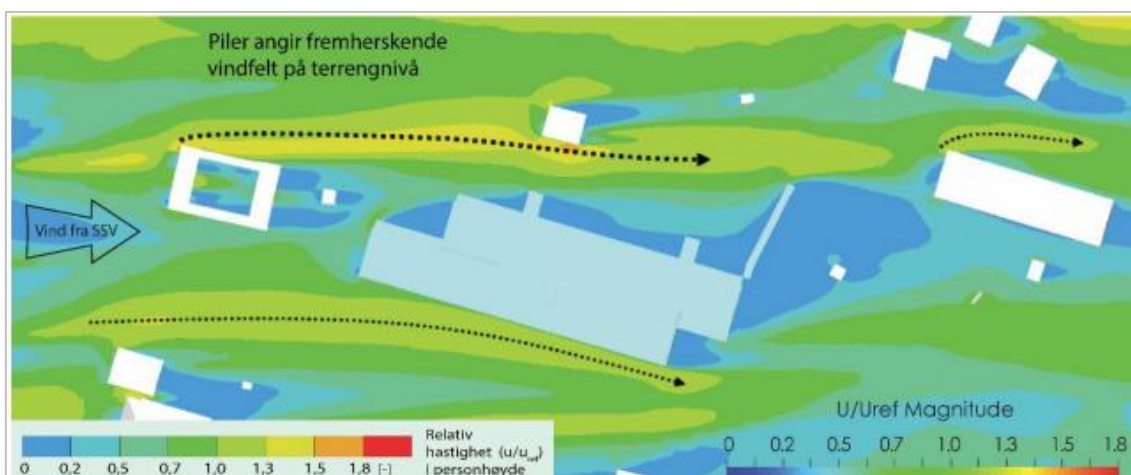 Piler angir fremherskende
vindfelt på terrengnivå
Vind fra SSV
U/Uref Magnitude
0 0.2 0.5 0.7 1.0 1.3 1.5 1.8
Relativ
hastighet (u/u_ref)
i personhøyde
0 0,2 0,5 0,7 1,0 1,3 1,5 1,8 [-]